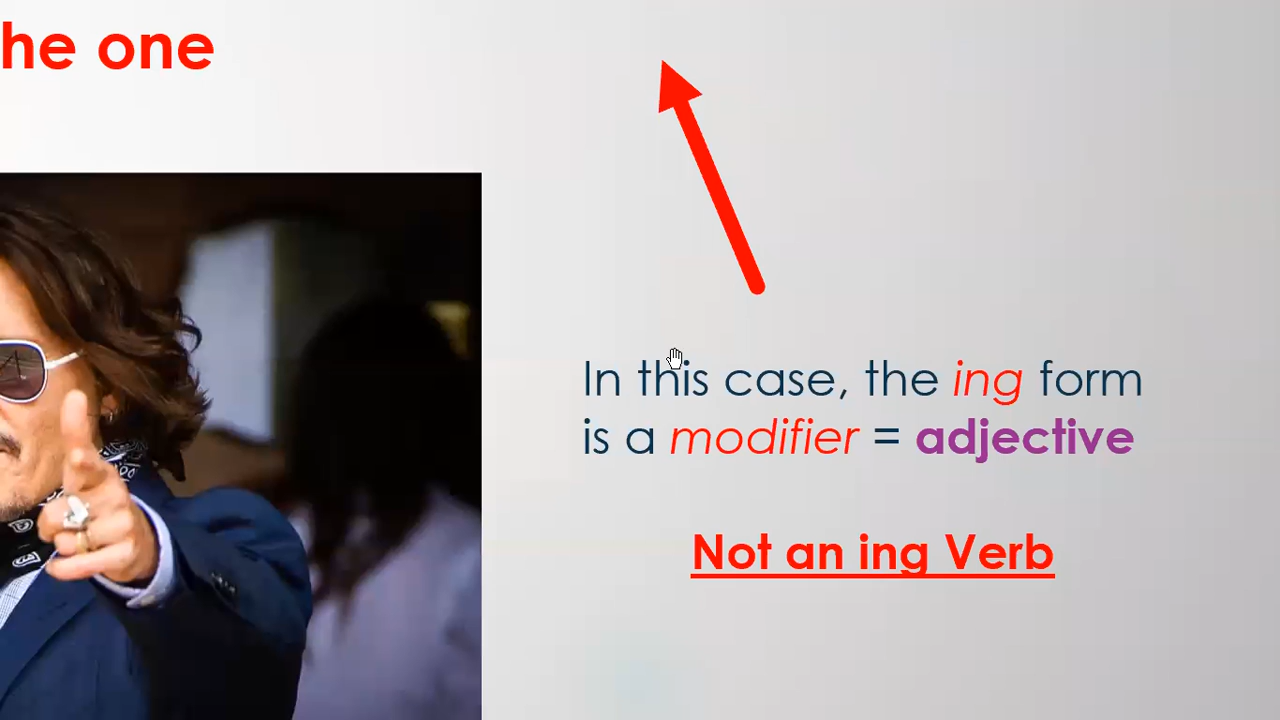 he one
In this case, the ing form
is a modifier = adjective
Not an ing Verb